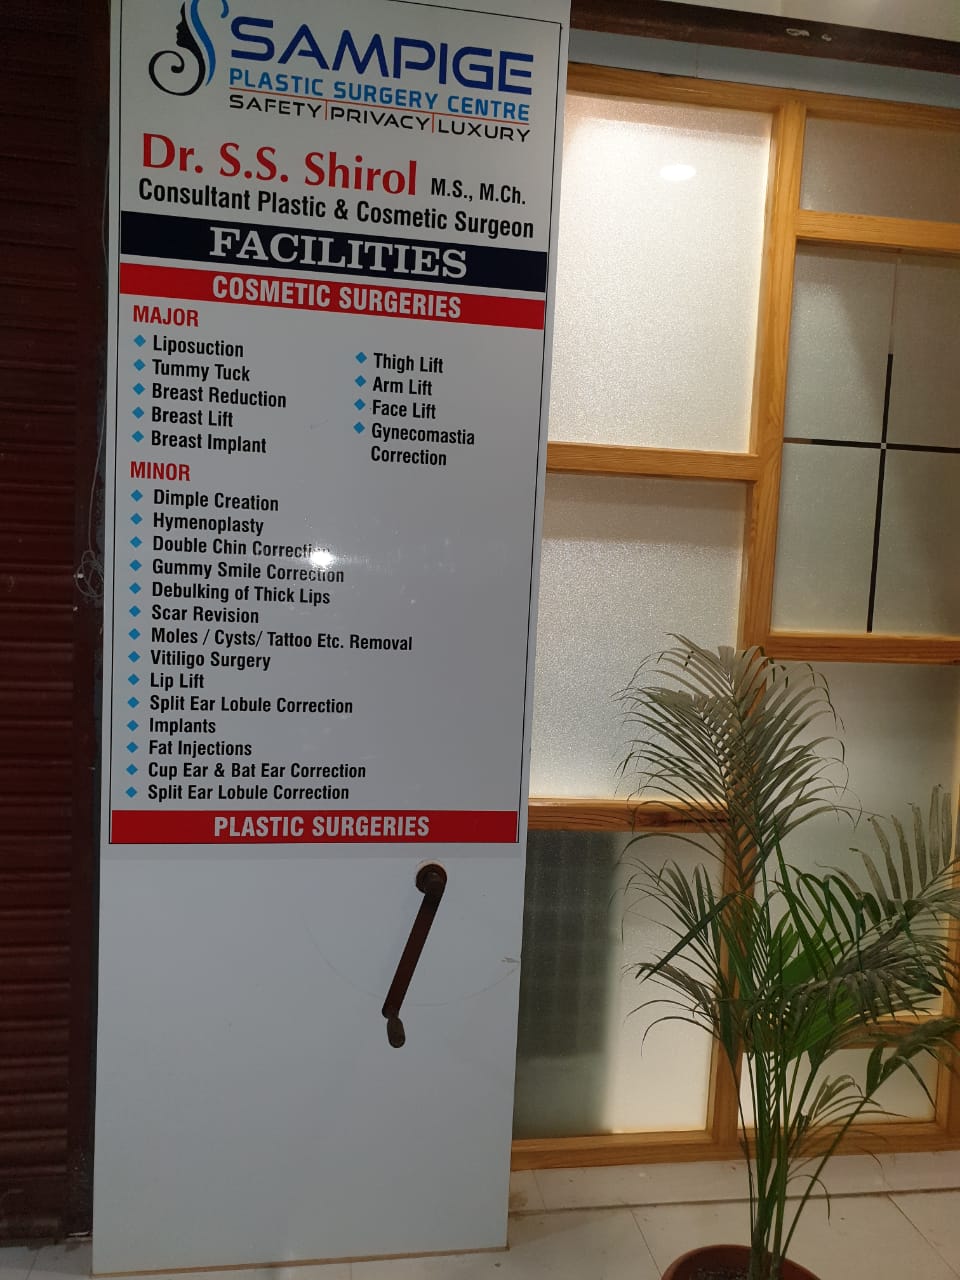 SAMPIGE
PLASTIC SURGERY CENTRE
SAFETY|PRIVACY|LUXURY
Dr. S.S. Shirol M.S., M.Ch.
Consultant Plastic & Cosmetic Surgeon
FACILITIES
COSMETIC SURGERIES
MAJOR
Liposuction
Tummy Tuck
Breast Reduction
Breast Lift
Breast Implant
Thigh Lift
Arm Lift
Face Lift
Gynecomastia
Correction
MINOR
Dimple Creation
Hymenoplasty
Double Chin Correction
Gummy Smile Correction
Debulking of Thick Lips
Scar Revision
Moles / Cysts/ Tattoo Etc. Removal
Vitiligo Surgery
Lip Lift
Split Ear Lobule Correction
Implants
Fat Injections
Cup Ear & Bat Ear Correction
Split Ear Lobule Correction
PLASTIC SURGERIES